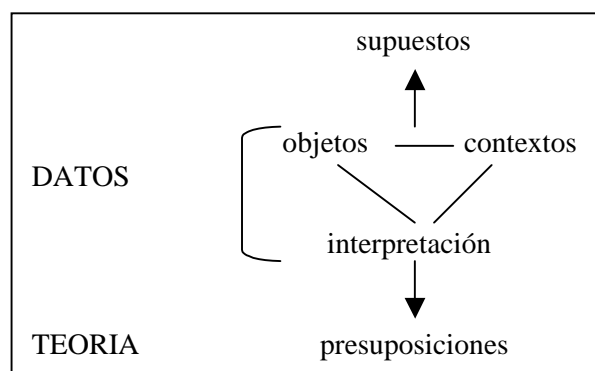 supuestos
objetos contextos
DATOS
interpretación
TEORIA presuposiciones